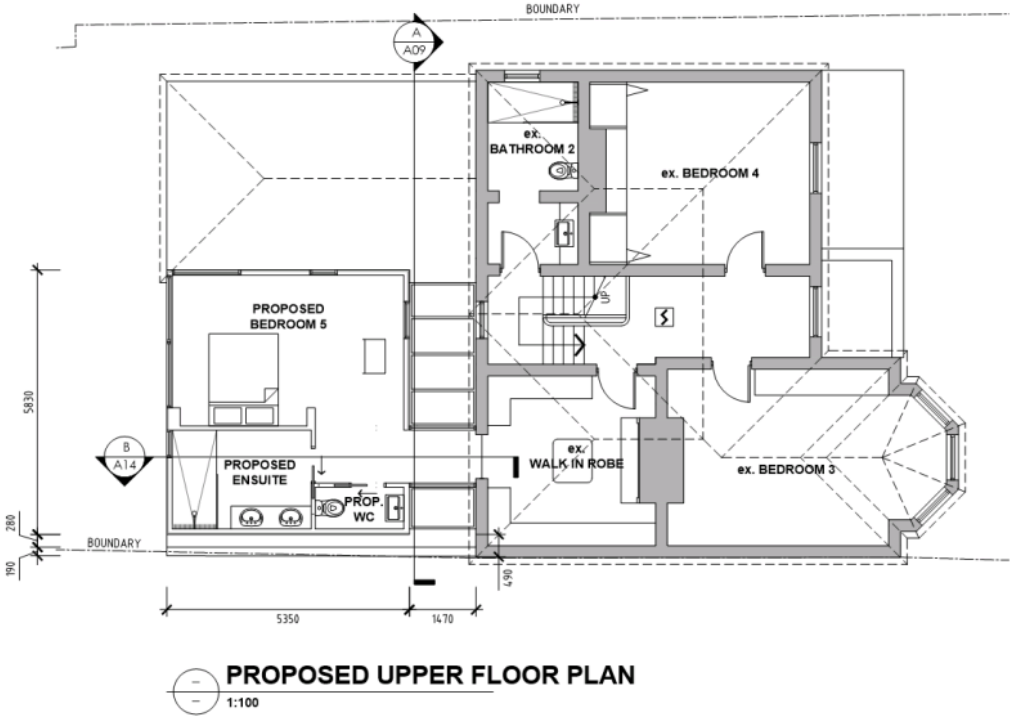 BOUNDARY
A
A09
ex.
BATHROOM 2
ex. BEDROOM 4
UP
PROPOSED
BEDROOM 5
5830
B
A14
PROPOSED
ENSUITE
PROP.
WC
ex.
WALK IN ROBE
ex. BEDROOM 3
280
BOUNDARY
190
490
5350
1470
PROPOSED UPPER FLOOR PLAN
1:100